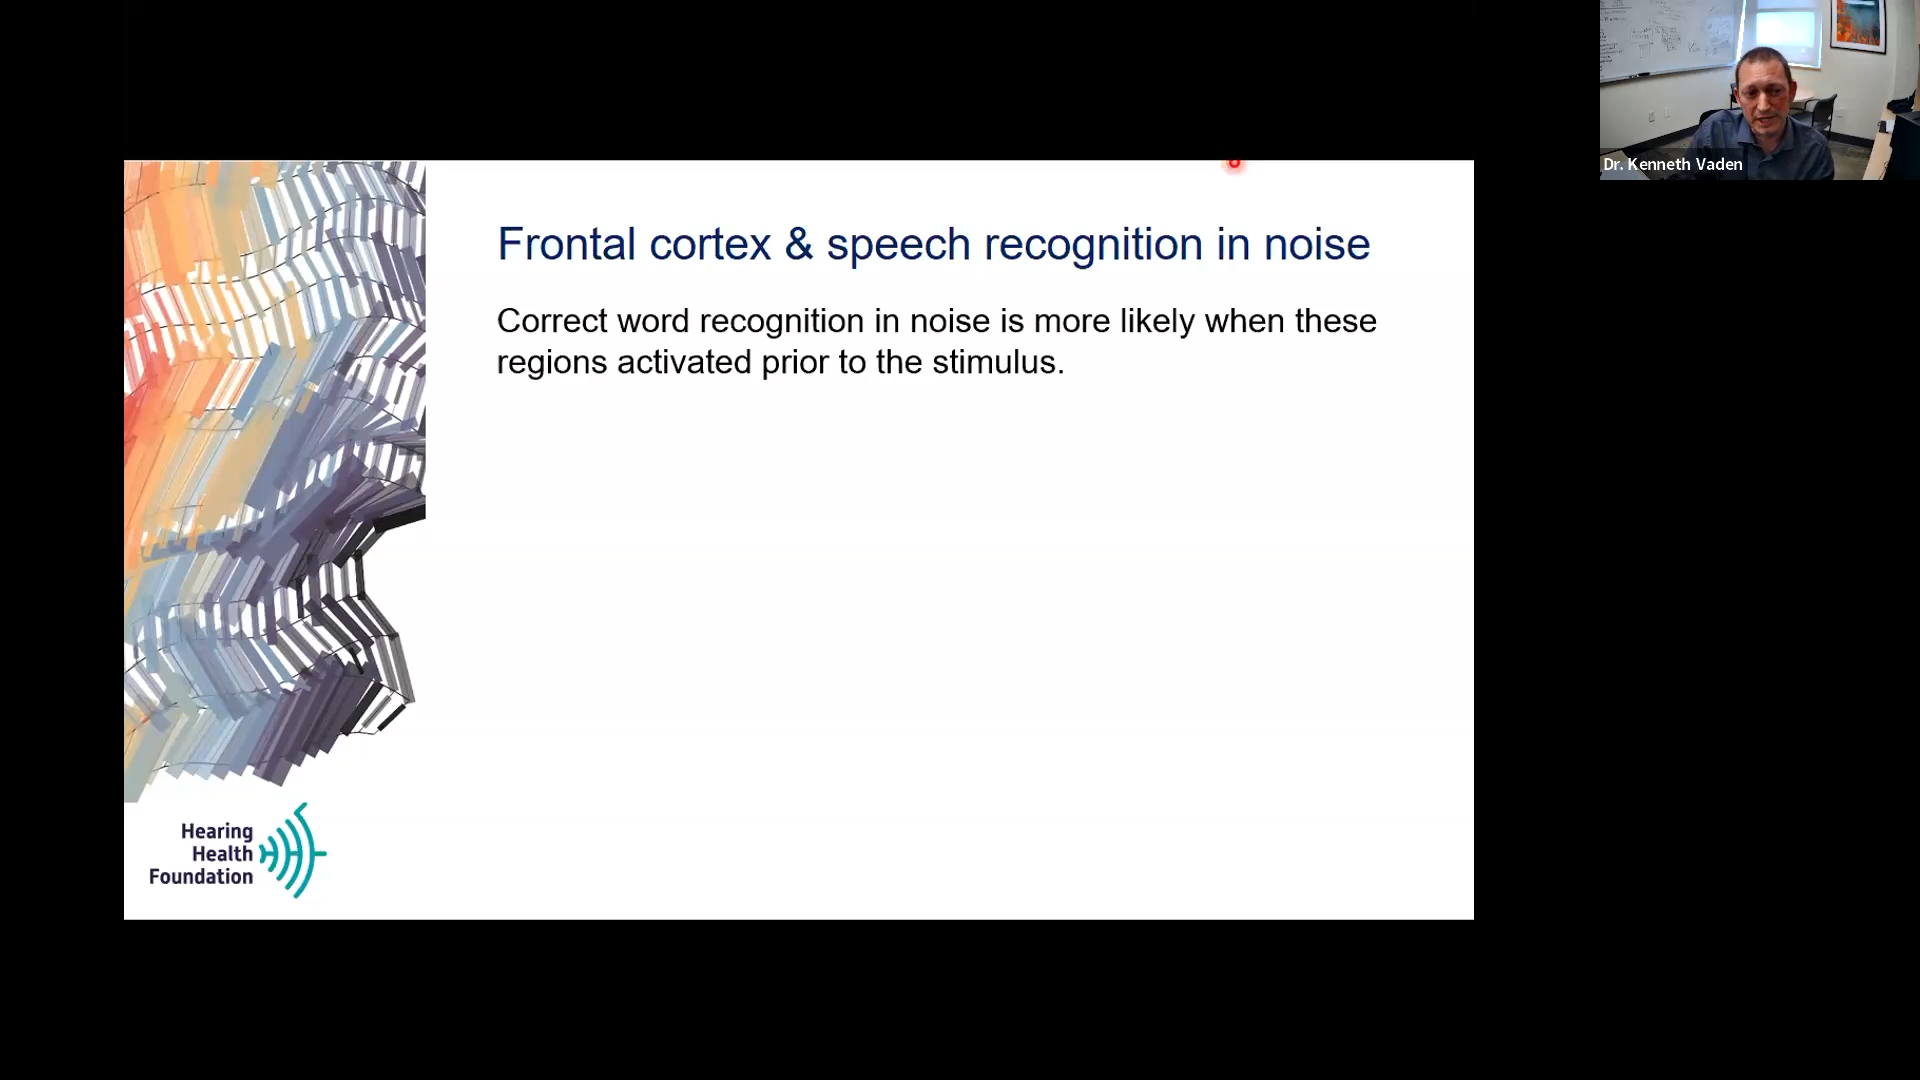 Dr. Kenneth Vaden
Frontal cortex & speech recognition in noise
Correct word recognition in noise is more likely when these
regions activated prior to the stimulus.
Hearing
Health
Foundation